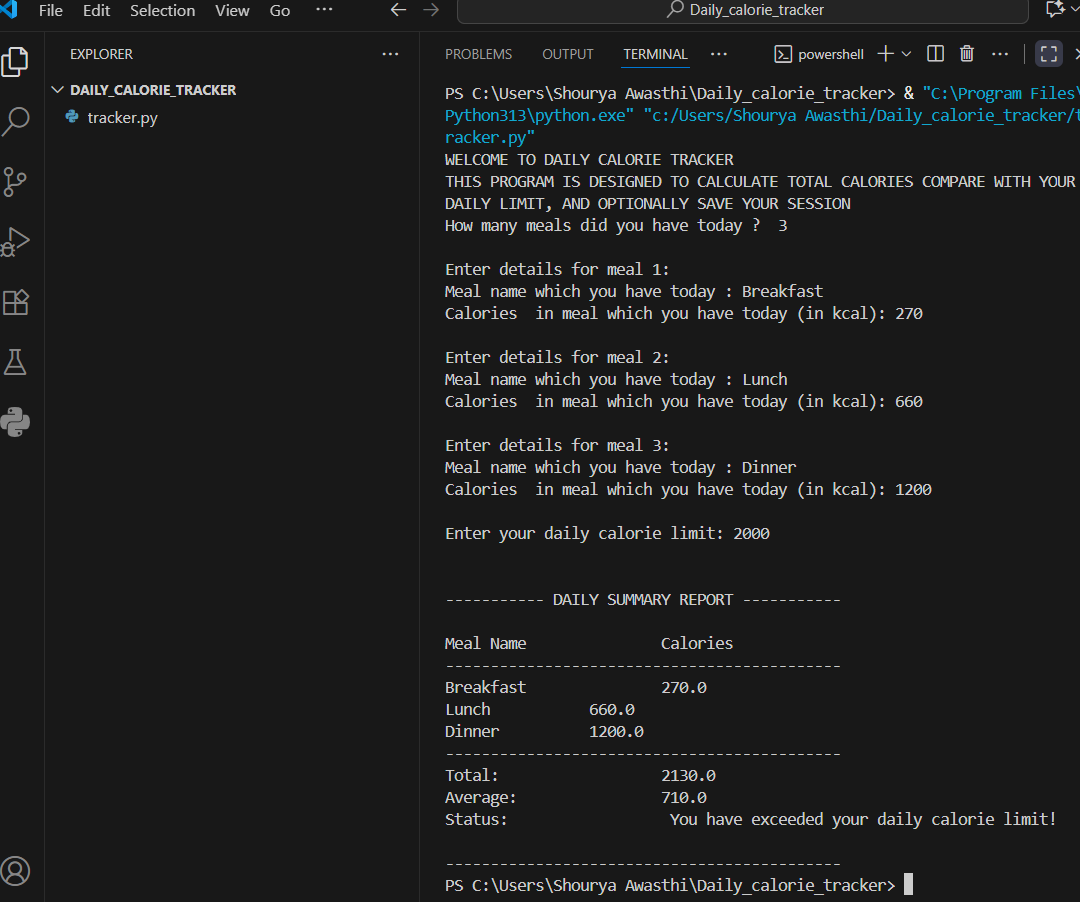 File Edit Selection View Go ··· Daily_calorie_tracker
EXPLORER ···
DAILY_CALORIE_TRACKER
tracker.py
PROBLEMS OUTPUT TERMINAL ··· powershell ···
PS C:\Users\Shourya Awasthi\Daily_calorie_tracker> & "C:\Program Files\
Python313\python.exe" "c:/Users/Shourya Awasthi/Daily_calorie_tracker/t
racker.py"
WELCOME TO DAILY CALORIE TRACKER
THIS PROGRAM IS DESIGNED TO CALCULATE TOTAL CALORIES COMPARE WITH YOUR
DAILY LIMIT, AND OPTIONALLY SAVE YOUR SESSION
How many meals did you have today ?  3
Enter details for meal 1:
Meal name which you have today : Breakfast
Calories  in meal which you have today (in kcal): 270
Enter details for meal 2:
Meal name which you have today : Lunch
Calories  in meal which you have today (in kcal): 660
Enter details for meal 3:
Meal name which you have today : Dinner
Calories  in meal which you have today (in kcal): 1200
Enter your daily calorie limit: 2000
----------- DAILY SUMMARY REPORT -----------
Meal Name               Calories
--------------------------------------------
Breakfast               270.0
Lunch           660.0
Dinner          1200.0
--------------------------------------------
Total:                  2130.0
Average:                710.0
Status:                  You have exceeded your daily calorie limit!
--------------------------------------------
PS C:\Users\Shourya Awasthi\Daily_calorie_tracker>